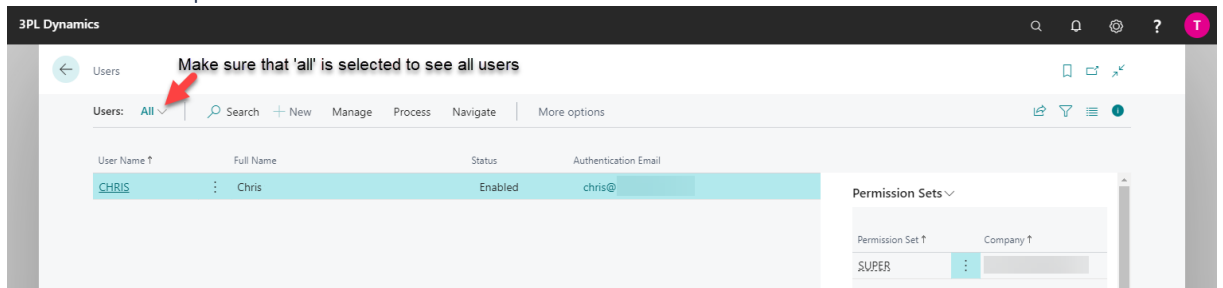 3PL Dynamics
?
T
Users
Make sure that 'all' is selected to see all users
Users: All Search + New Manage Process Navigate More options
User Name ↑ Full Name Status Authentication Email
CHRIS Chris Enabled chris@
Permission Sets
Permission Set ↑ Company ↑
SUPER